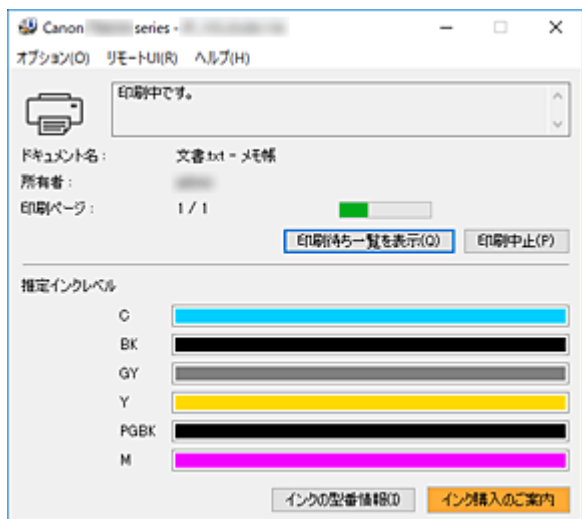 Canon series -
オプション(O) リモートUI(R) ヘルプ(H)
印刷中です。
ドキュメント名 : 文書.txt - メモ帳
所有者 :
印刷ページ : 1 / 1
印刷待ち一覧を表示(Q) 印刷中止(P)
推定インクレベル
C
BK
GY
Y
PGBK
M
インクの型番情報(I) インク購入のご案内